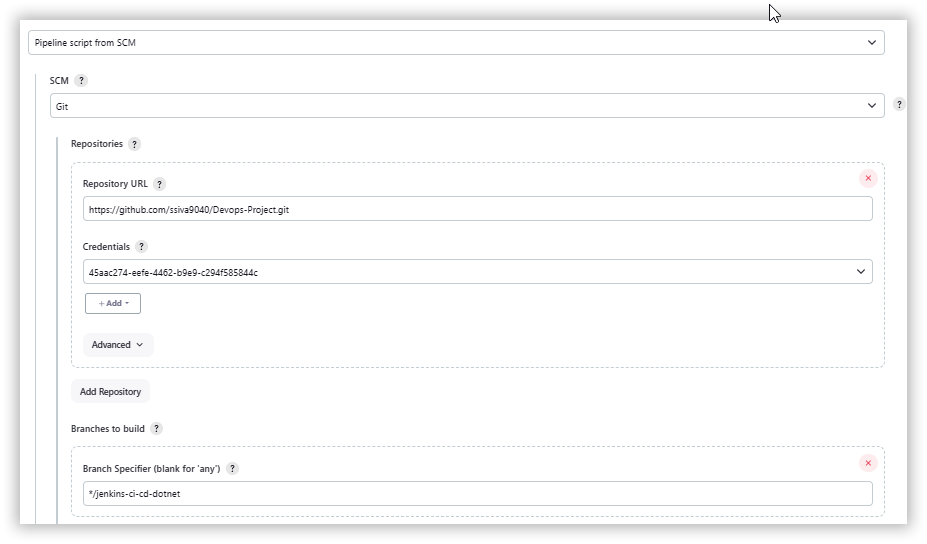 Pipeline script from SCM
SCM ?
Git
?
Repositories ?
×
Repository URL ?
https://github.com/ssiva9040/Devops-Project.git
Credentials ?
45aac274-eefe-4462-b9e9-c294f585844c
+ Add
Advanced
Add Repository
Branches to build ?
×
Branch Specifier (blank for 'any') ?
*/jenkins-ci-cd-dotnet